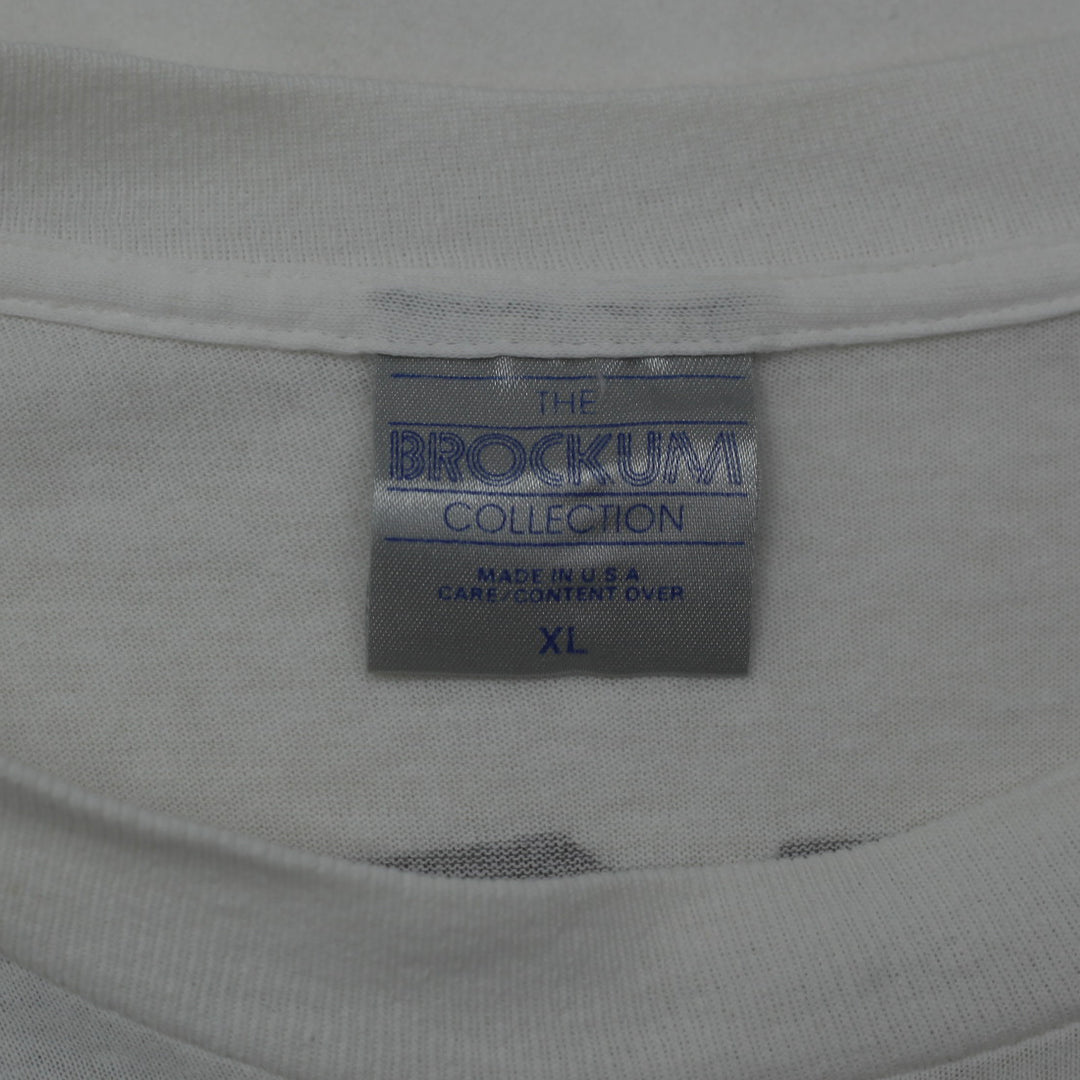 THE
BROCKUM
COLLECTION
MADE IN U.S.A
CARE/CONTENT OVER
XL